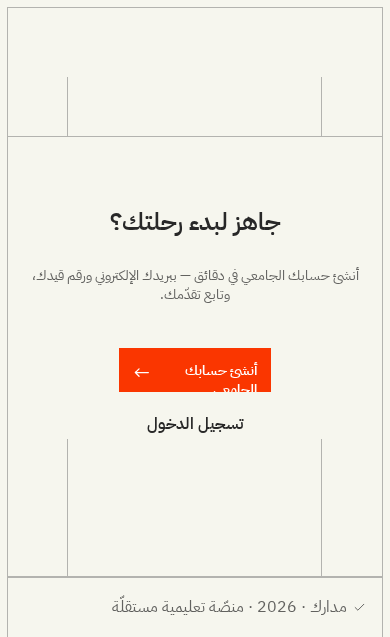 جاهز لبدء رحلتك؟
أنشئ حسابك الجامعي في دقائق — ببريدك الإلكتروني ورقم قيدك،
وتابع تقدّمك.
أنشئ حسابك ←
الجامعي
تسجيل الدخول
مدارك · 2026 · منصّة تعليمية مستقلّة